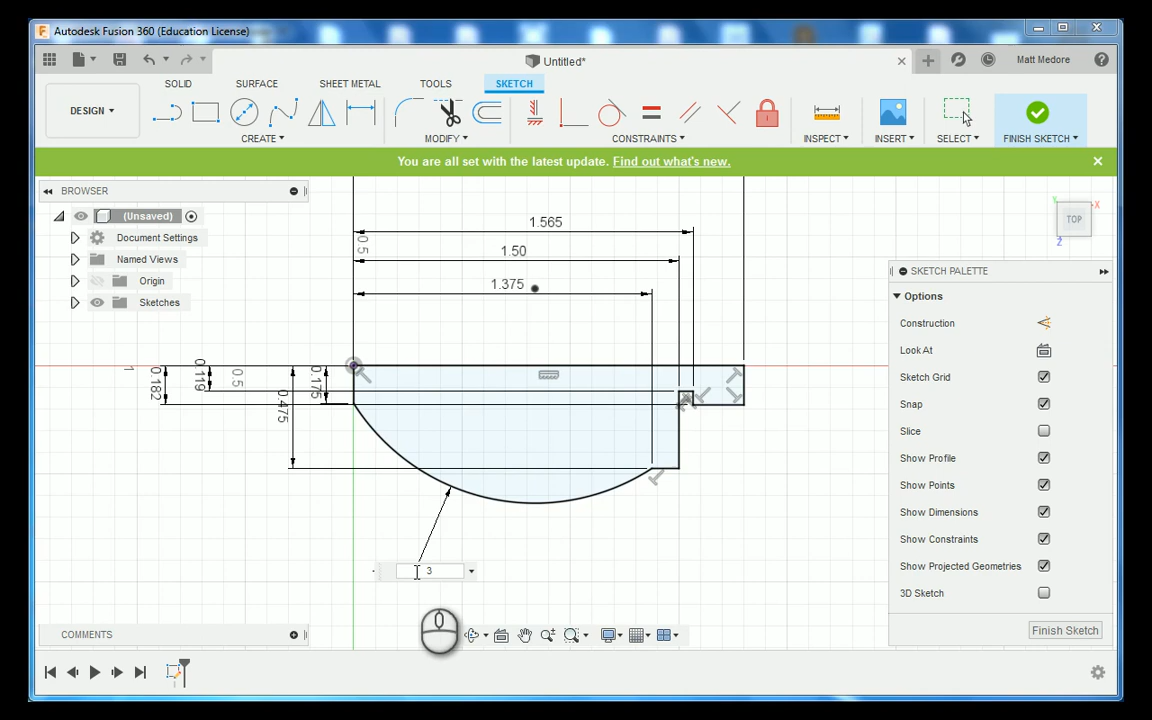 Autodesk Fusion 360 (Education License)
Untitled*
Matt Medore
DESIGN
SOLID SURFACE SHEET METAL TOOLS SKETCH
CREATE MODIFY CONSTRAINTS INSPECT INSERT SELECT FINISH SKETCH
You are all set with the latest update. Find out what's new.
BROWSER
(Unsaved)
Document Settings
Named Views
Origin
Sketches
TOP
X
Y
Z
SKETCH PALETTE
Options
Construction
Look At
Sketch Grid
Snap
Slice
Show Profile
Show Points
Show Dimensions
Show Constraints
Show Projected Geometries
3D Sketch
Finish Sketch
1.565
0.5
1.50
1.375
1
0.182
0.119
0.5
0.475
0.175
3
COMMENTS